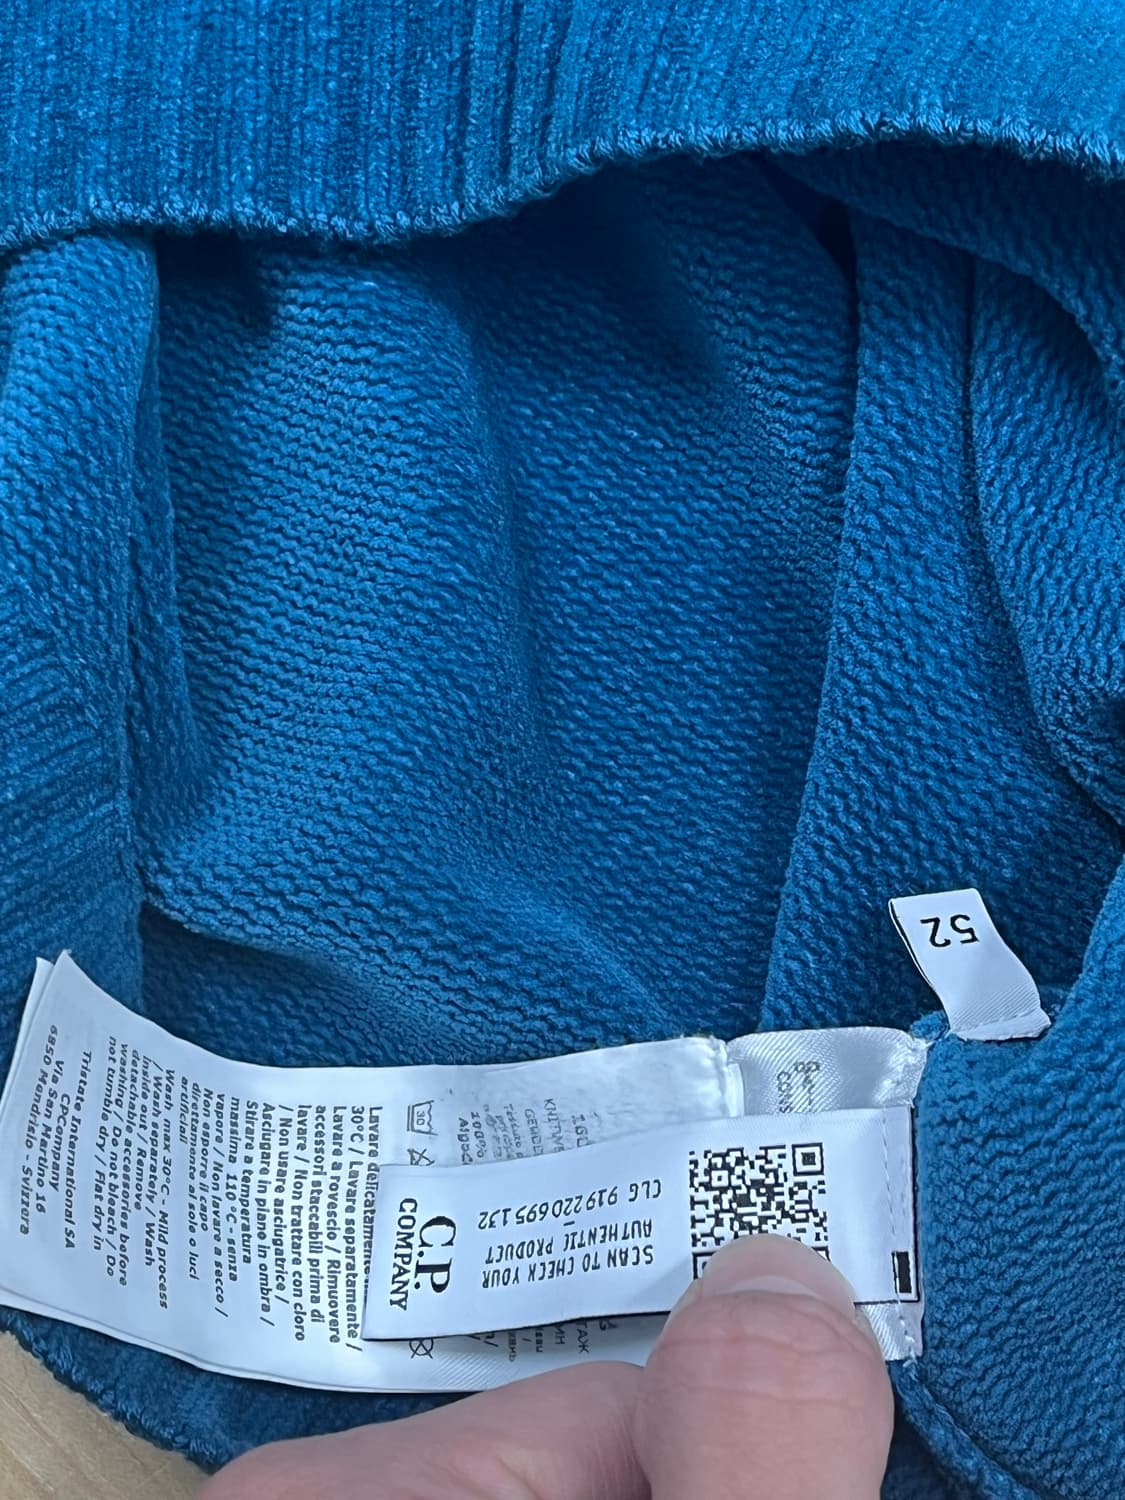 52
C.P.
COMPANY
SCAN TO CHECK YOUR
AUTHENTIC PRODUCT
CLG 919220695132
30
Lavare delicatamente
30°C / Lavare separatamente /
Lavare a rovescio / Rimuovere
accessori staccabili prima di
lavare / Non trattare con cloro
/ Non usare asciugatrice /
Asciugare in piano in ombra /
Stirare a temperatura
massima 110°C - senza
vapore / Non lavare a secco /
Non esporre il capo
direttamente al sole o luci
artificiali
Wash max 30°C - Mild process
/ Wash separately / Wash
inside out / Remove
detachable accessories before
washing / Do not bleach / Do
not tumble dry / Flat dry in
Tristate International SA
CPCompany
Via San Martino 16
6850 Mendrisio - Svizzera